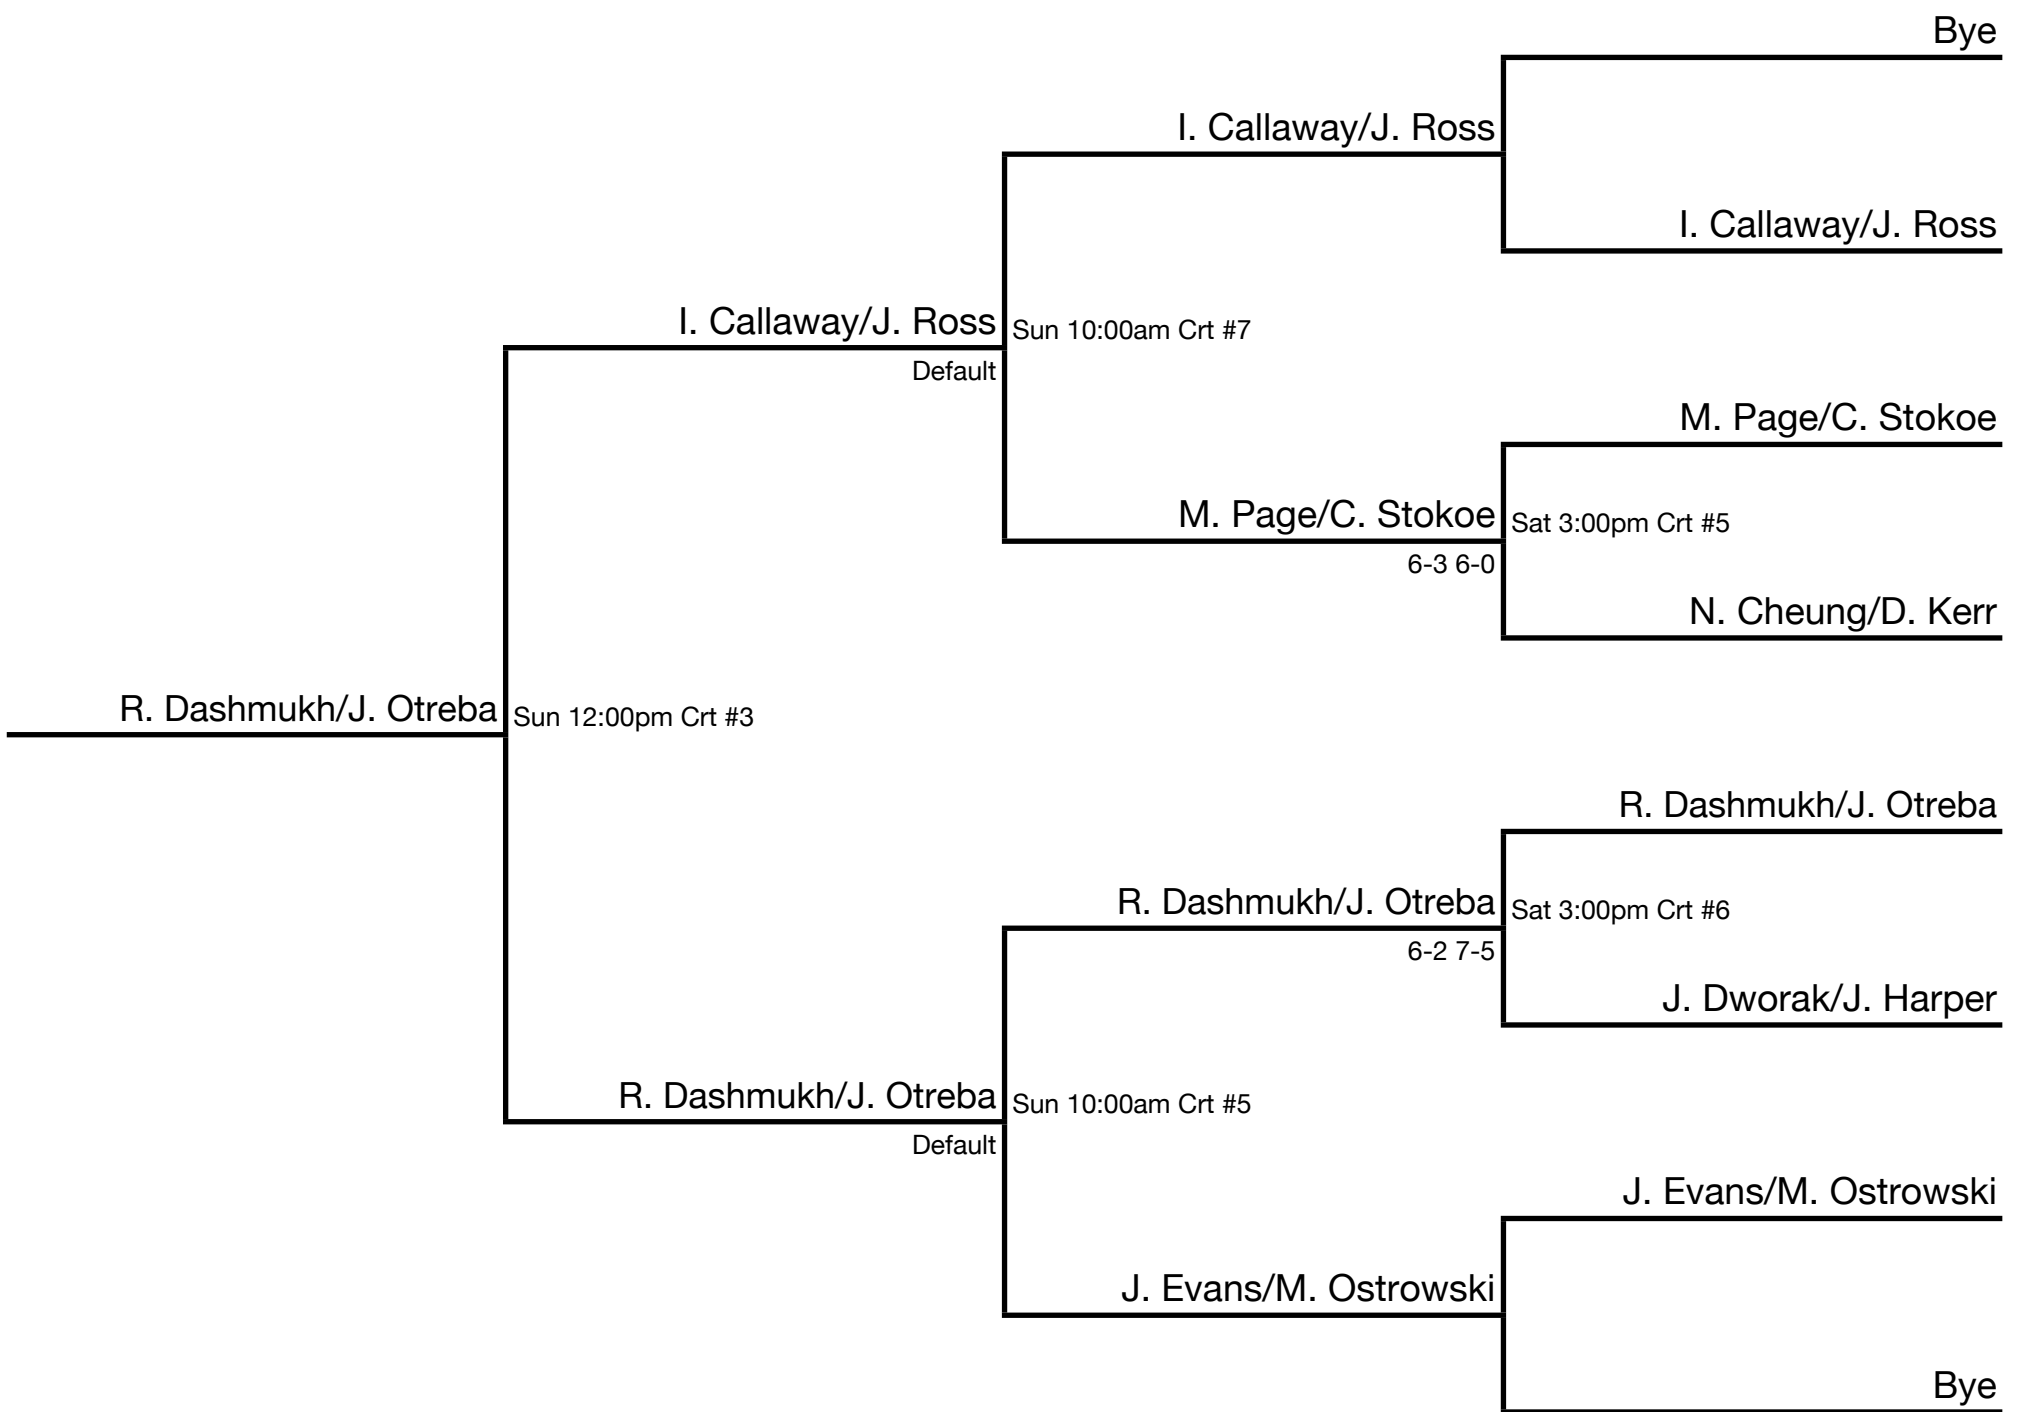 Bye
I. Callaway/J. Ross
I. Callaway/J. Ross
I. Callaway/J. Ross
Sun 10:00am Crt #7
Default
M. Page/C. Stokoe
M. Page/C. Stokoe
Sat 3:00pm Crt #5
6-3 6-0
N. Cheung/D. Kerr
R. Dashmukh/J. Otreba
Sun 12:00pm Crt #3
R. Dashmukh/J. Otreba
R. Dashmukh/J. Otreba
Sat 3:00pm Crt #6
6-2 7-5
J. Dworak/J. Harper
R. Dashmukh/J. Otreba
Sun 10:00am Crt #5
Default
J. Evans/M. Ostrowski
J. Evans/M. Ostrowski
Bye